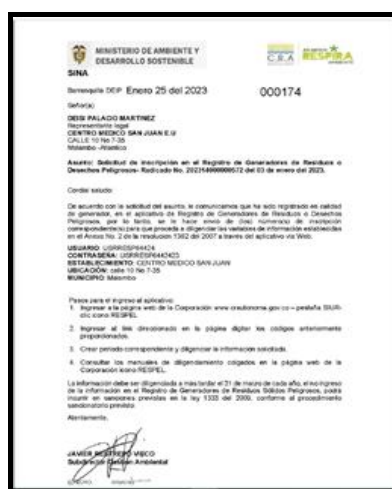 MINISTERIO DE AMBIENTE Y
DESARROLLO SOSTENIBLE
SINA
C.R.A
RESPIRA
Barranquilla DEIP Enero 25 del 2023
000174
Señor(a)
DEISI PALACIO MARTINEZ
Representante legal
CENTRO MEDICO SAN JUAN E.U
CALLE 10 No 7-35
Malambo -Atlántico
Asunto: Solicitud de inscripción en el Registro de Generadores de Residuos o
Desechos Peligrosos- Radicado No. del 03 de enero del 2023.
Cordial saludo:
De acuerdo con la solicitud del asunto, le comunicamos que ha sido registrado en calidad de
generador, en el aplicativo de Registro de Generadores de Residuos o Desechos
Peligrosos, por lo tanto, se le hace envío de (los) número(s) de inscripción
correspondiente(s) para que proceda a diligenciar las variables de información establecidas
en el Anexo No. 2 de la resolución 1362 del 2007 a través del aplicativo vía Web.
USUARIO:
CONTRASEÑA:
ESTABLECIMIENTO: CENTRO MEDICO SAN JUAN
UBICACIÓN: calle 10 No 7-35
MUNICIPIO: Malambo
Pasos para el ingreso al aplicativo:
1. Ingresar a la página web de la Corporación www.crautonoma.gov.co – pestaña SIUR-
clic icono RESPEL.
2. Ingresar al link direccionado en la página digitar los códigos anteriormente
proporcionados.
3. Crear periodo correspondiente y diligenciar la información solicitada.
4. Consultar los manuales de diligenciamiento colgados en la página web de la
Corporación icono RESPEL.
La información debe ser diligenciada a más tardar el 31 de marzo de cada año, el no ingreso
de la información en el Registro de Generadores de Residuos Sólidos Peligrosos, podrá
incurrir en sanciones previstas en la ley 1333 del 2009, conforme al procedimiento
sancionatorio previsto.
Atentamente,
JAVIER RESTREPO VIECO
Subdirector Gestión Ambiental